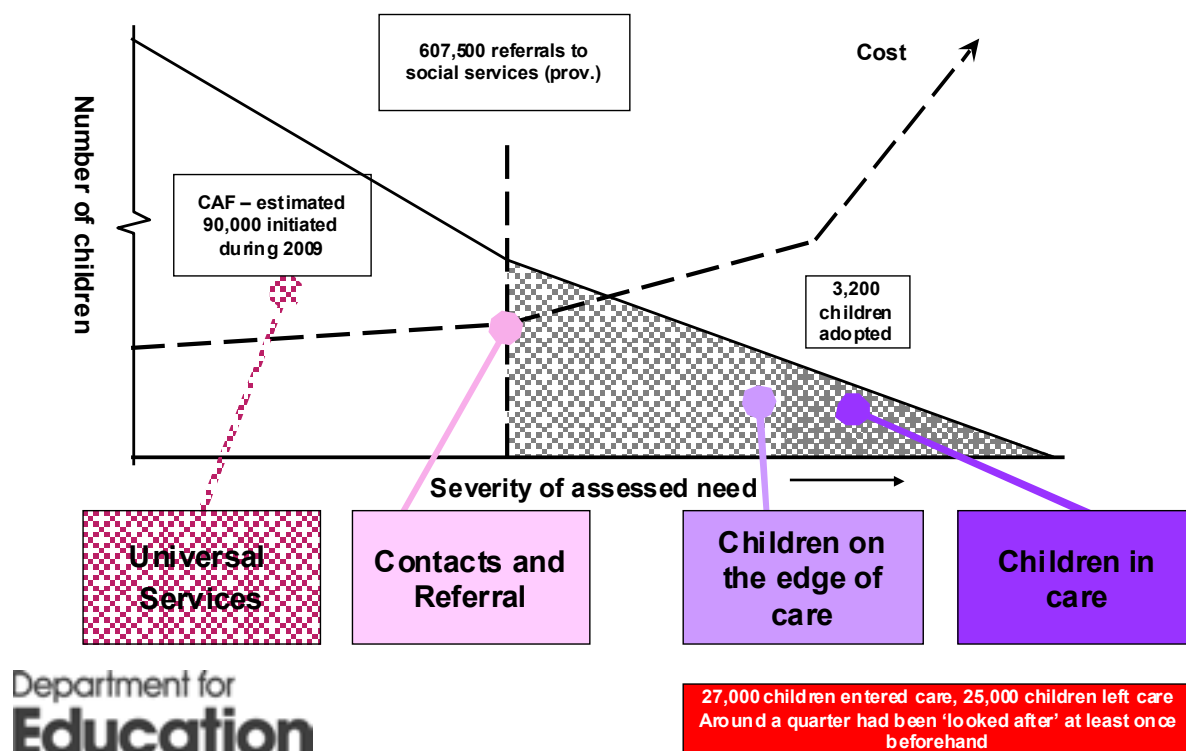 607,500 referrals to
social services (prov.)
Cost
Number of children
CAF – estimated
90,000 initiated
during 2009
3,200
children
adopted
Severity of assessed need
Universal
Services
Contacts and
Referral
Children on
the edge of
care
Children in
care
Department for
Education
27,000 children entered care, 25,000 children left care
Around a quarter had been ‘looked after’ at least once
beforehand